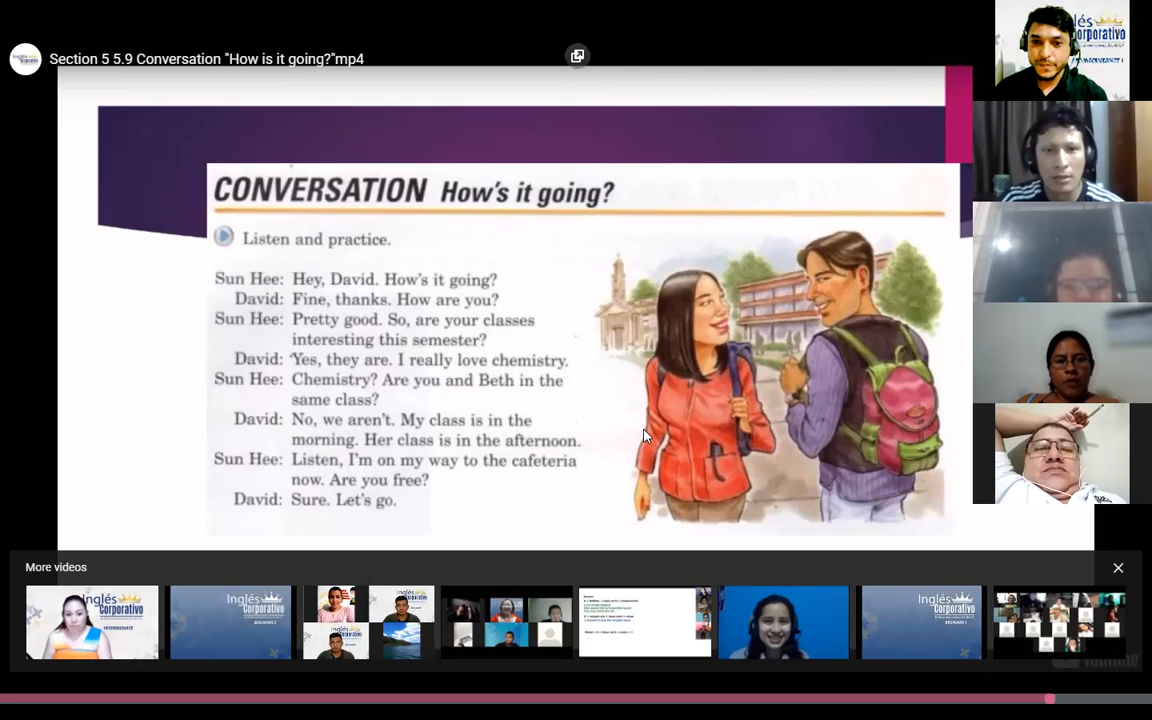 Section 5 5.9 Conversation "How is it going?"mp4
CONVERSATION How's it going?
Listen and practice.
Sun Hee: Hey, David. How's it going?
David: Fine, thanks. How are you?
Sun Hee: Pretty good. So, are your classes
interesting this semester?
David: Yes, they are. I really love chemistry.
Sun Hee: Chemistry? Are you and Beth in the
same class?
David: No, we aren't. My class is in the
morning. Her class is in the afternoon.
Sun Hee: Listen, I'm on my way to the cafeteria
now. Are you free?
David: Sure. Let's go.
More videos
Inglés
Corporativo
INTERMEDIATE
Inglés
Corporativo
BEGINNER 2
Inglés
Corporativo
YouTube